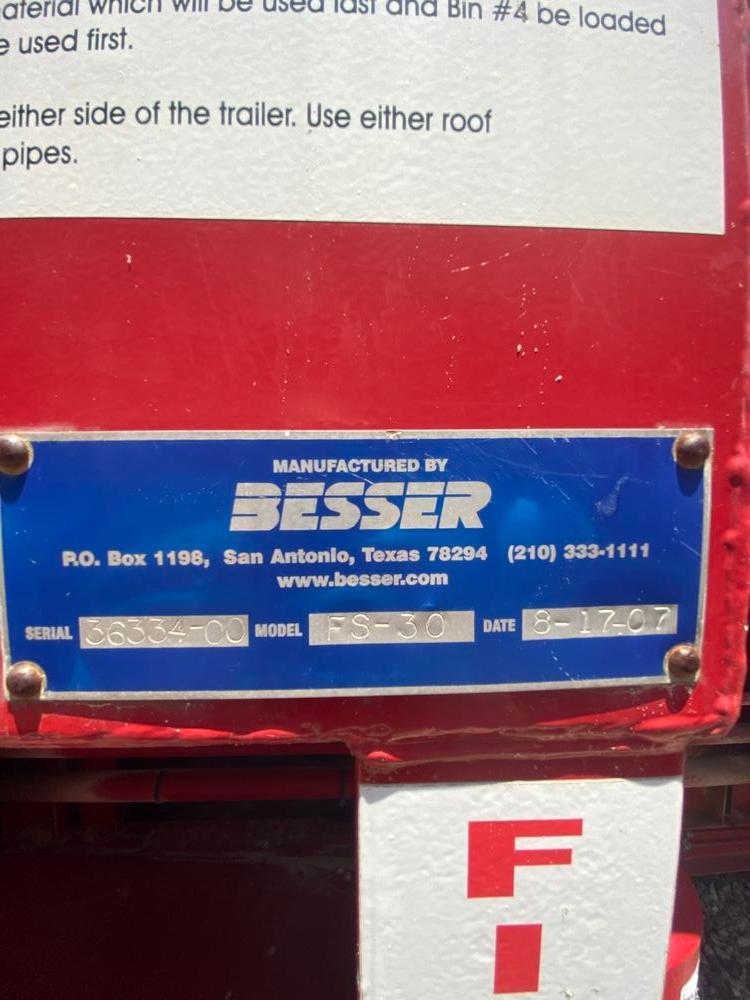 aterial which will be used last and Bin #4 be loaded
e used first.
either side of the trailer. Use either roof
pipes.
MANUFACTURED BY
BESSER
P.O. Box 1198, San Antonio, Texas 78294 (210) 333-1111
www.besser.com
SERIAL 36334-00 MODEL FS-30 DATE 8-17-07
F
I